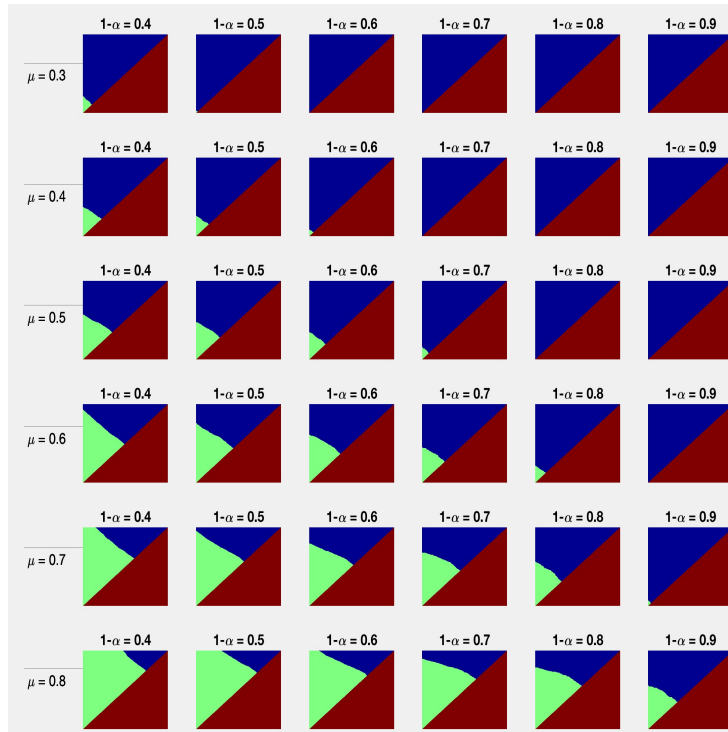 1-α = 0.4 1-α = 0.5 1-α = 0.6 1-α = 0.7 1-α = 0.8 1-α = 0.9
μ = 0.3
1-α = 0.4 1-α = 0.5 1-α = 0.6 1-α = 0.7 1-α = 0.8 1-α = 0.9
μ = 0.4
1-α = 0.4 1-α = 0.5 1-α = 0.6 1-α = 0.7 1-α = 0.8 1-α = 0.9
μ = 0.5
1-α = 0.4 1-α = 0.5 1-α = 0.6 1-α = 0.7 1-α = 0.8 1-α = 0.9
μ = 0.6
1-α = 0.4 1-α = 0.5 1-α = 0.6 1-α = 0.7 1-α = 0.8 1-α = 0.9
μ = 0.7
1-α = 0.4 1-α = 0.5 1-α = 0.6 1-α = 0.7 1-α = 0.8 1-α = 0.9
μ = 0.8